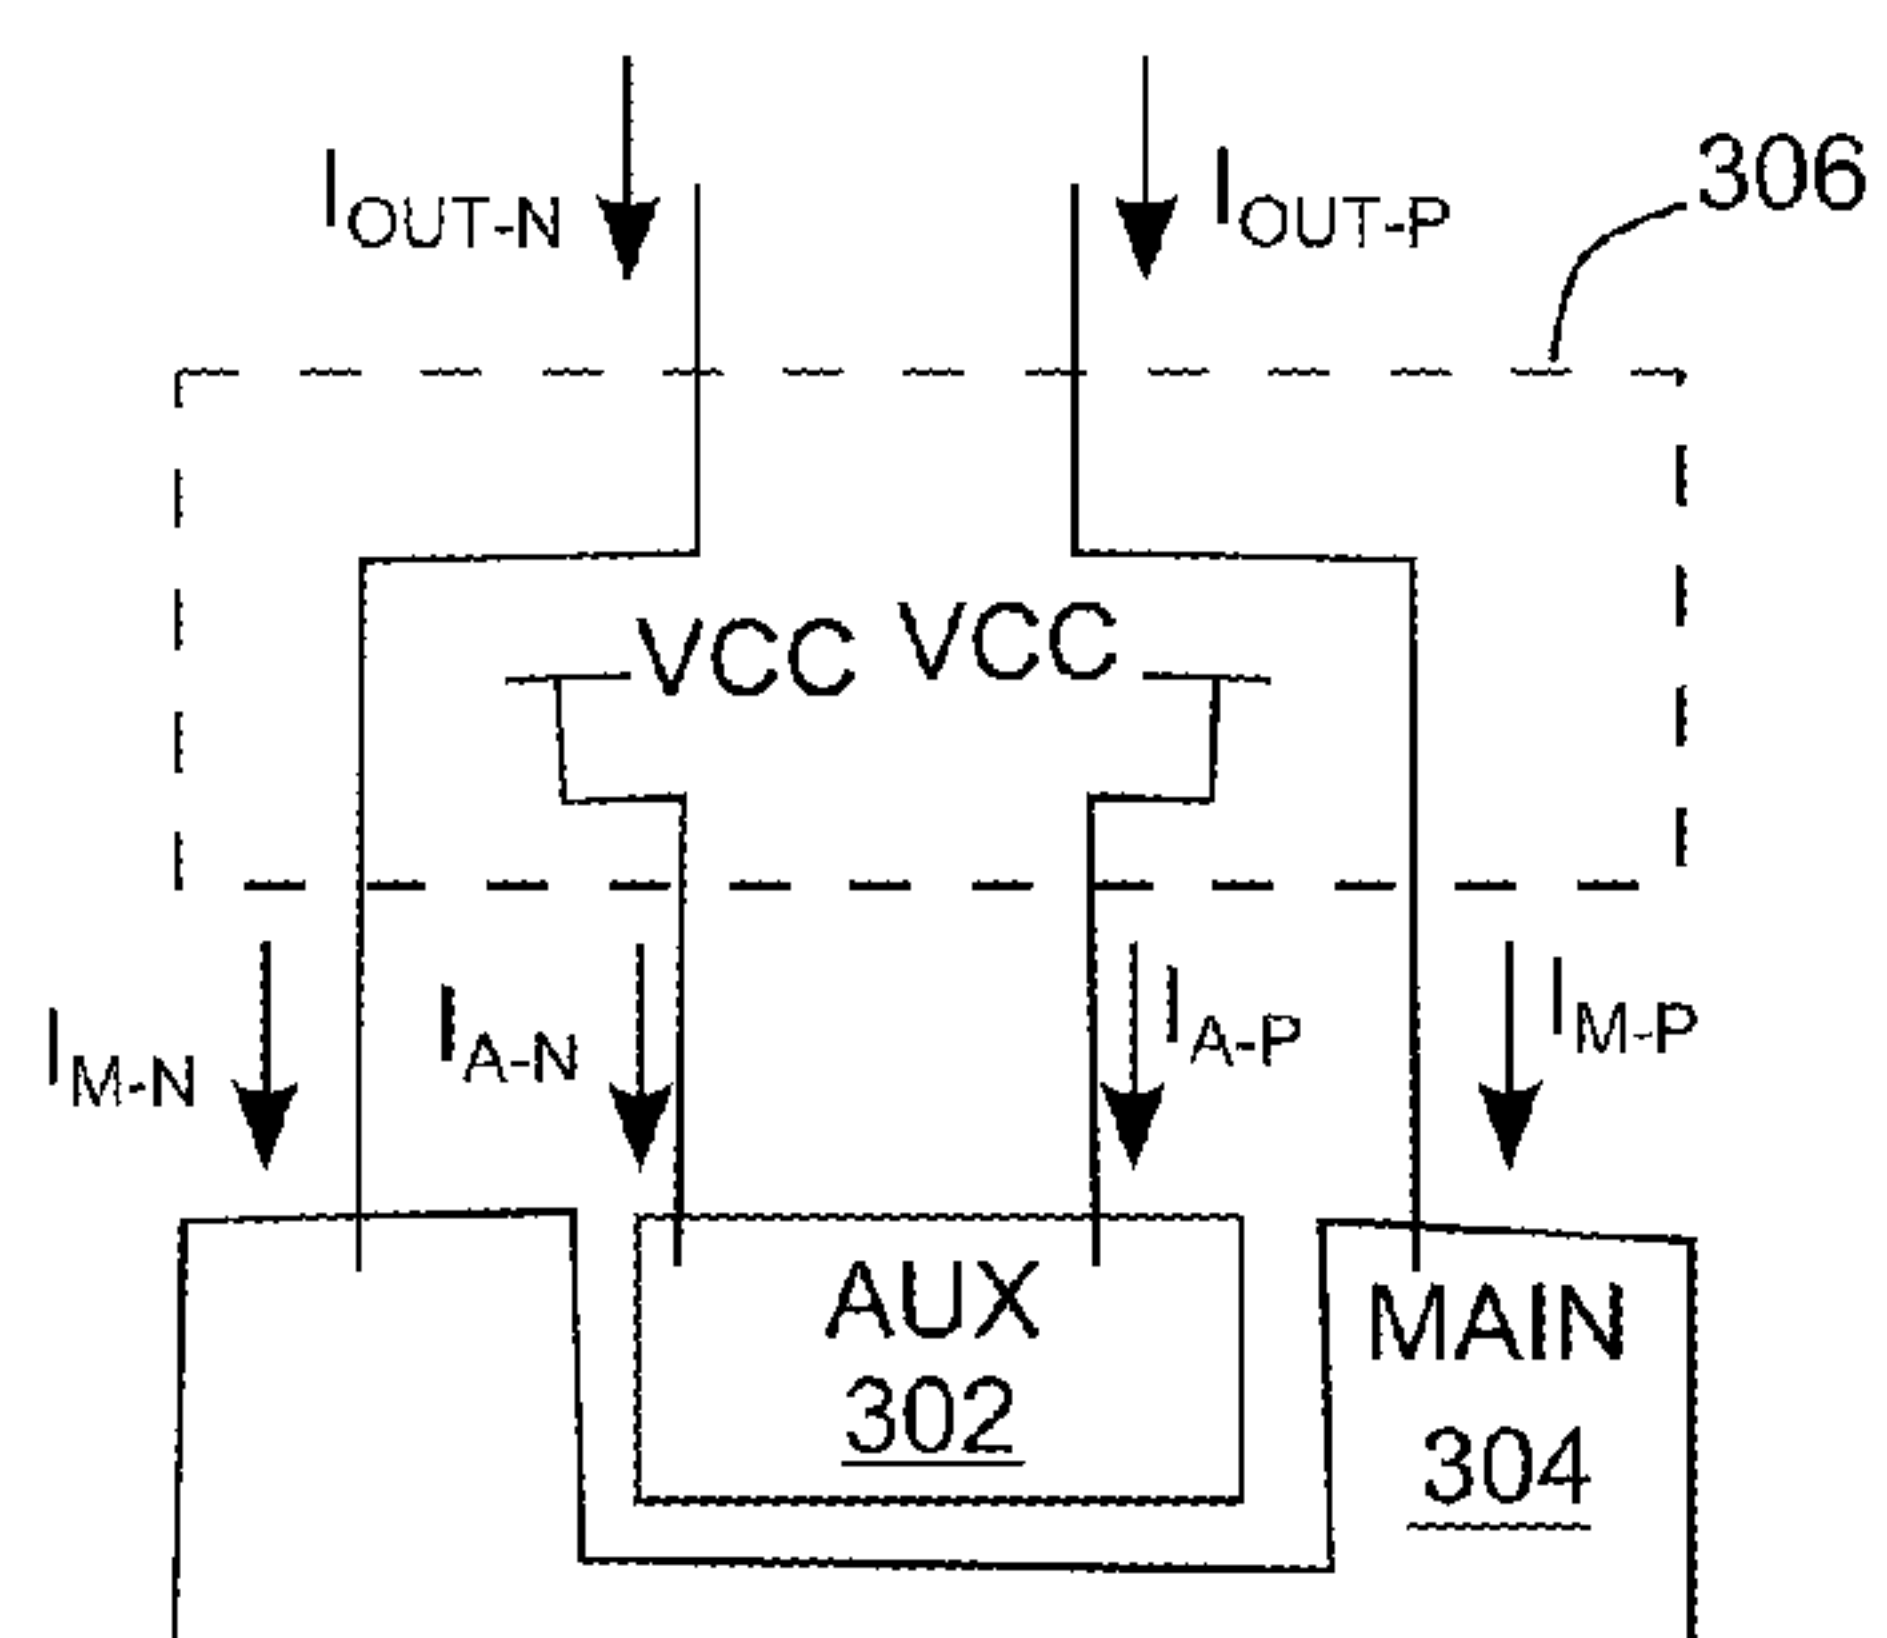 306
IOUT-N
IOUT-P
VCC VCC
IM-N
IA-N
IA-P
IM-P
AUX
302
MAIN
304